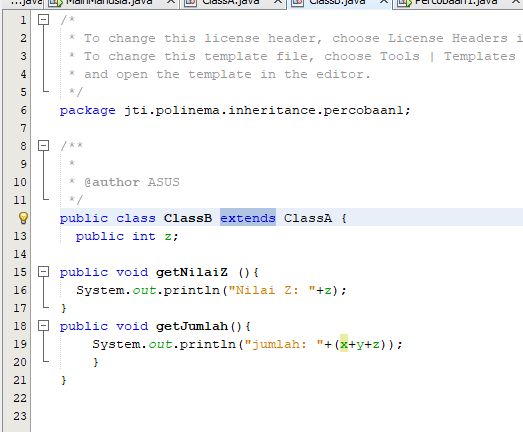 ...java MainManusia.java ClassA.java ClassB.java Percobaan1.java
1 /*
2 * To change this license header, choose License Headers i
3 * To change this template file, choose Tools | Templates
4 * and open the template in the editor.
5 */
6 package jti.polinema.inheritance.percobaan1;
7
8 /**
9 *
10 * @author ASUS
11 */
public class ClassB extends ClassA {
13 public int z;
14
15 public void getNilaiZ (){
16 System.out.println("Nilai Z: "+z);
17 }
18 public void getJumlah(){
19 System.out.println("jumlah: "+(x+y+z));
20 }
21 }
22
23